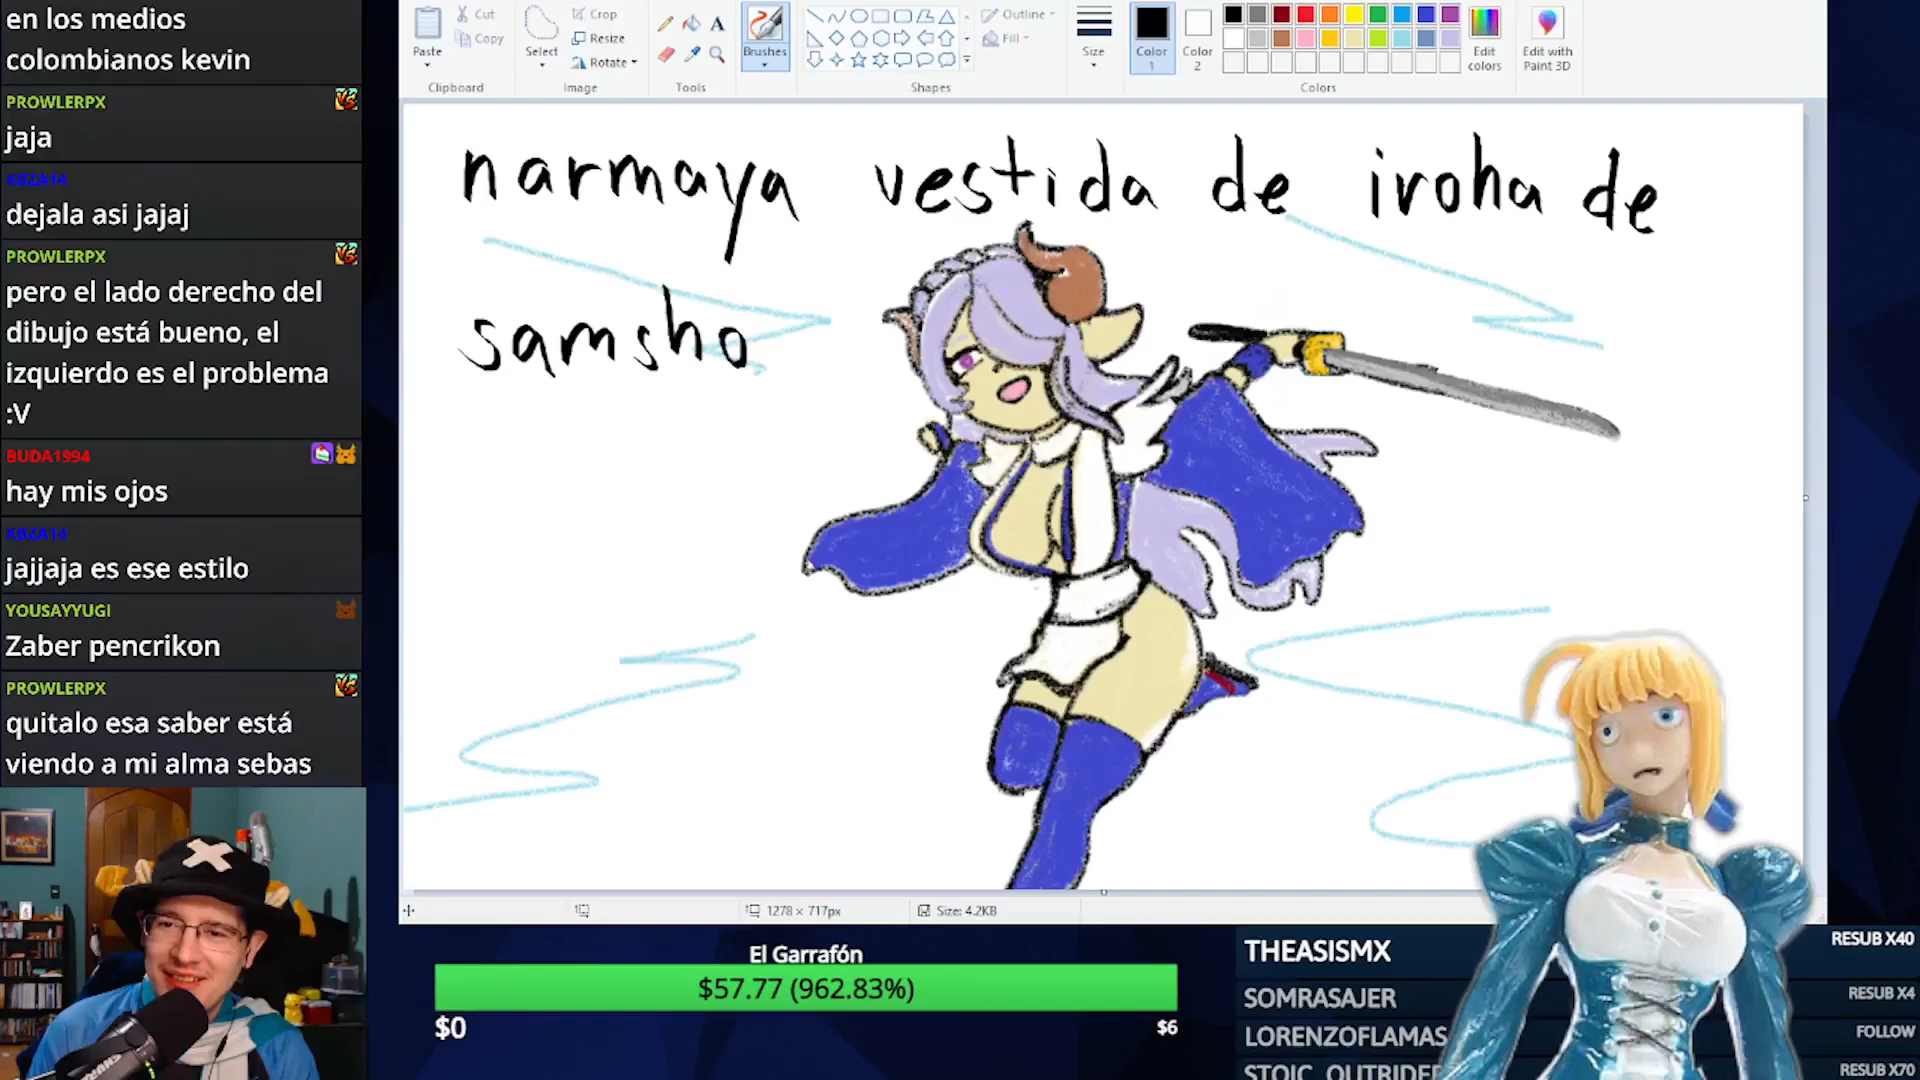 en los medios
colombianos kevin
PROWLERPX
jaja
KBZA14
dejala asi jajaj
PROWLERPX
pero el lado derecho del
dibujo está bueno, el
izquierdo es el problema
:V
BUDA1994
hay mis ojos
KBZA14
jajjaja es ese estilo
YOUSAYYUGI
Zaber pencrikon
PROWLERPX
quitalo esa saber está
viendo a mi alma sebas
Paste
Cut
Copy
Clipboard
Select
Crop
Resize
Rotate
Image
Tools
Brushes
Outline
Fill
Shapes
Size
Color
1
Color
2
Edit
colors
Edit with
Paint 3D
Colors
narmaya vestida de iroha de
samsho
1278 × 717px
Size: 4.2KB
El Garrafón
$57.77 (962.83%)
$0
$6
THEASISMX RESUB X40
SOMRASAJER RESUB X4
LORENZOFLAMAS FOLLOW
STOIC_OUTRIDER RESUB X70